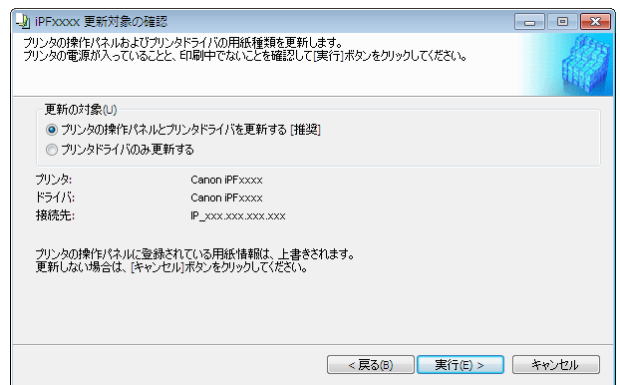 iPFxxxx 更新対象の確認
プリンタの操作パネルおよびプリンタドライバの用紙種類を更新します。
プリンタの電源が入っていることと、印刷中でないことを確認して[実行]ボタンをクリックしてください。
更新の対象(U)
プリンタの操作パネルとプリンタドライバを更新する [推奨]
プリンタドライバのみ更新する
プリンタ: Canon iPFxxxx
ドライバ: Canon iPFxxxx
接続先: IP_xxx.xxx.xxx.xxx
プリンタの操作パネルに登録されている用紙情報は、上書きされます。
更新しない場合は、[キャンセル]ボタンをクリックしてください。
< 戻る(B) 実行(E) > キャンセル